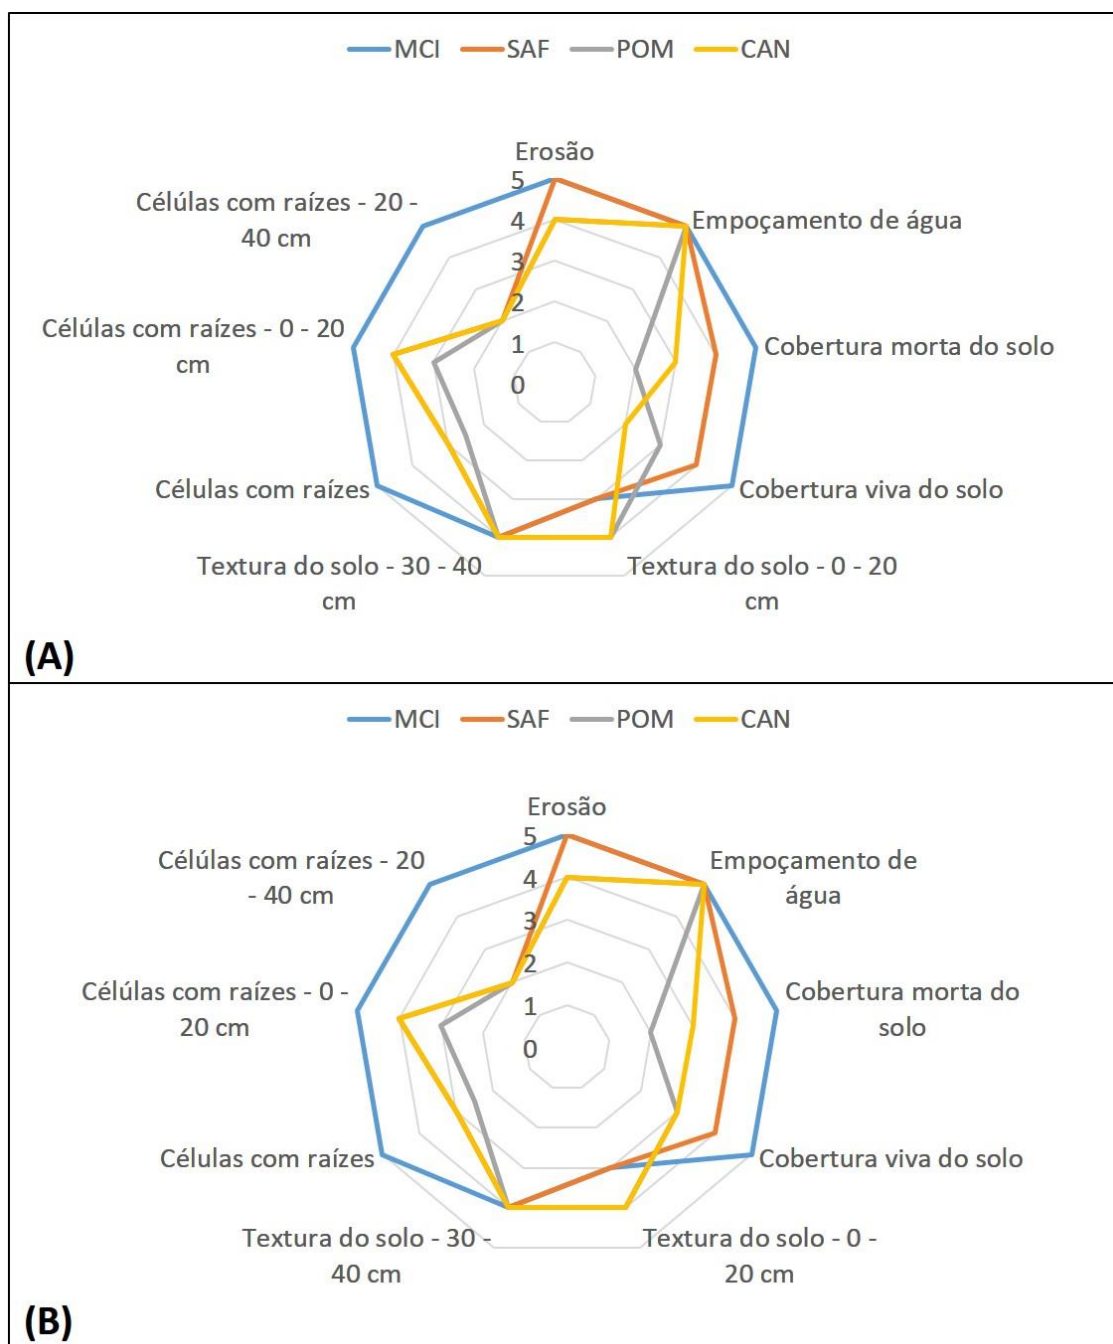 MCI SAF POM CAN
Erosão
5
4
3
2
1
0
Empoçamento de água
Cobertura morta do solo
Cobertura viva do solo
Textura do solo - 0 - 20
cm
Textura do solo - 30 - 40
cm
Células com raízes
Célúlas com raízes - 0 - 20
cm
Célúlas com raízes - 20 -
40 cm
(A)
MCI SAF POM CAN
Erosão
5
4
3
2
1
0
Empoçamento de
água
Cobertura morta do
solo
Cobertura viva do solo
Textura do solo - 0 -
20 cm
Textura do solo - 30 -
40 cm
Células com raízes
Célúlas com raízes - 0 -
20 cm
Célúlas com raízes - 20
- 40 cm
(B)